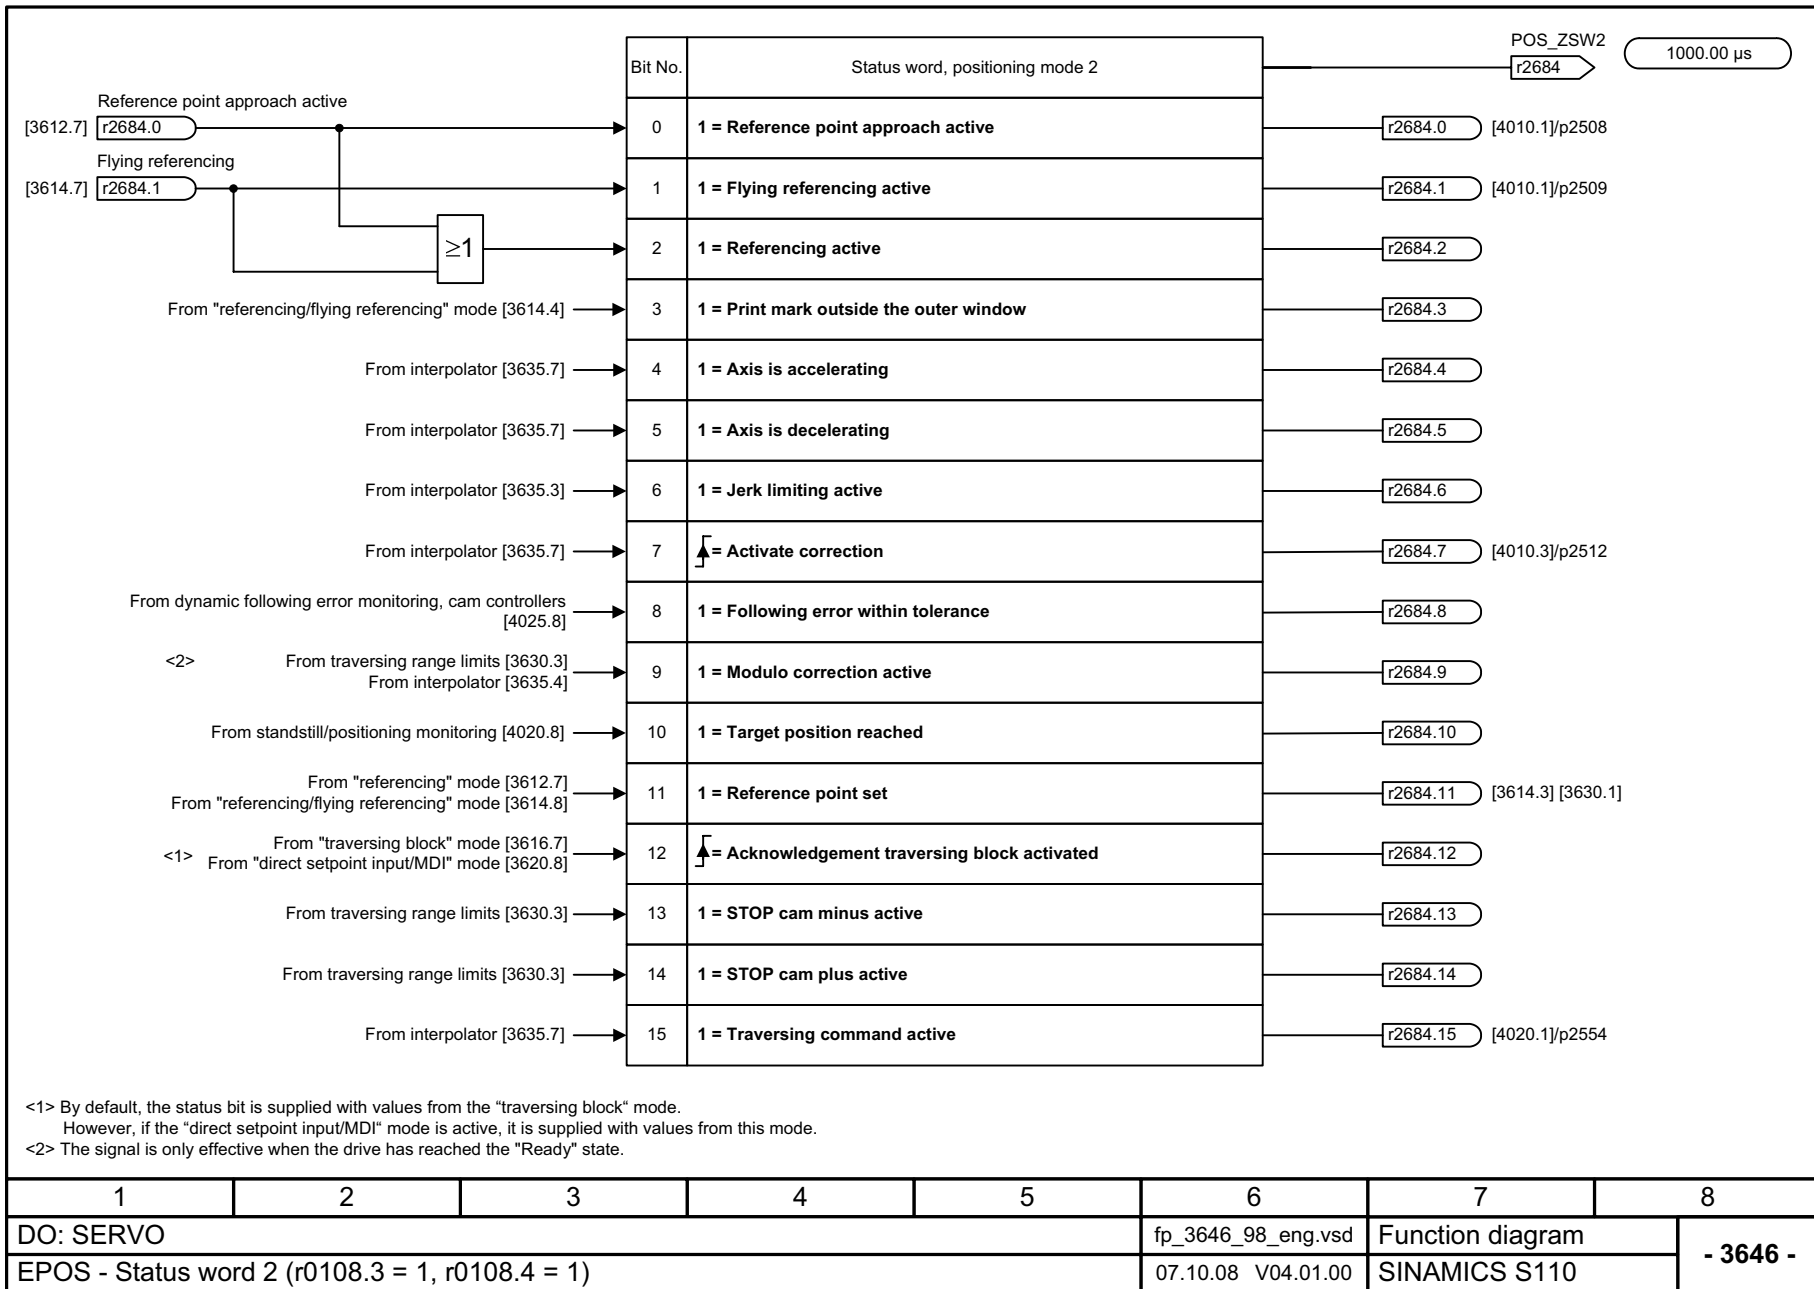 POS_ZSW2
Bit No. Status word, positioning mode 2 r2684 1000.00 µs
Reference point approach active
[3612.7] r2684.0 0 1 = Reference point approach active r2684.0 [4010.1]/p2508
Flying referencing
[3614.7] r2684.1 1 1 = Flying referencing active r2684.1 [4010.1]/p2509
≥1 2 1 = Referencing active r2684.2
From "referencing/flying referencing" mode [3614.4] 3 1 = Print mark outside the outer window r2684.3
From interpolator [3635.7] 4 1 = Axis is accelerating r2684.4
From interpolator [3635.7] 5 1 = Axis is decelerating r2684.5
From interpolator [3635.3] 6 1 = Jerk limiting active r2684.6
From interpolator [3635.7] 7 = Activate correction r2684.7 [4010.3]/p2512
From dynamic following error monitoring, cam controllers
[4025.8] 8 1 = Following error within tolerance r2684.8
<2> From traversing range limits [3630.3]
From interpolator [3635.4] 9 1 = Modulo correction active r2684.9
From standstill/positioning monitoring [4020.8] 10 1 = Target position reached r2684.10
From "referencing" mode [3612.7]
From "referencing/flying referencing" mode [3614.8] 11 1 = Reference point set r2684.11 [3614.3] [3630.1]
From "traversing block" mode [3616.7]
<1> From "direct setpoint input/MDI" mode [3620.8] 12 = Acknowledgement traversing block activated r2684.12
From traversing range limits [3630.3] 13 1 = STOP cam minus active r2684.13
From traversing range limits [3630.3] 14 1 = STOP cam plus active r2684.14
From interpolator [3635.7] 15 1 = Traversing command active r2684.15 [4020.1]/p2554
<1> By default, the status bit is supplied with values from the “traversing block“ mode.
However, if the “direct setpoint input/MDI“ mode is active, it is supplied with values from this mode.
<2> The signal is only effective when the drive has reached the "Ready" state.
1 2 3 4 5 6 7 8
DO: SERVO fp_3646_98_eng.vsd Function diagram - 3646 -
EPOS - Status word 2 (r0108.3 = 1, r0108.4 = 1) 07.10.08 V04.01.00 SINAMICS S110